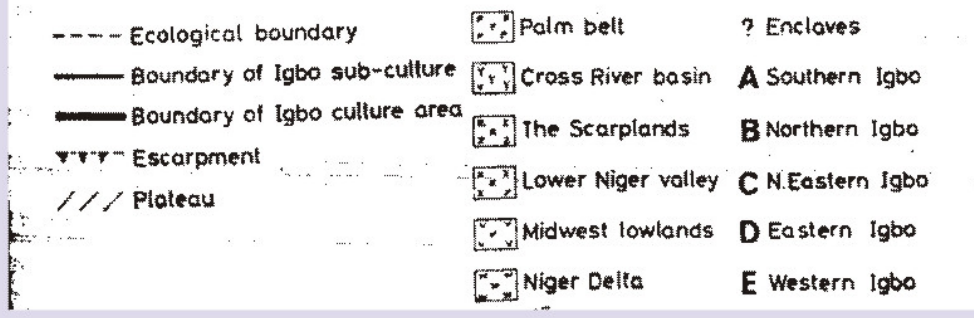 Ecological boundary
Boundary of Igbo sub-culture
Boundary of Igbo culture area
Escarpment
Plateau
Palm belt
Cross River basin
The Scarplands
Lower Niger valley
Midwest lowlands
Niger Delta
? Enclaves
A Southern Igbo
B Northern Igbo
C N.Eastern Igbo
D Eastern Igbo
E Western Igbo